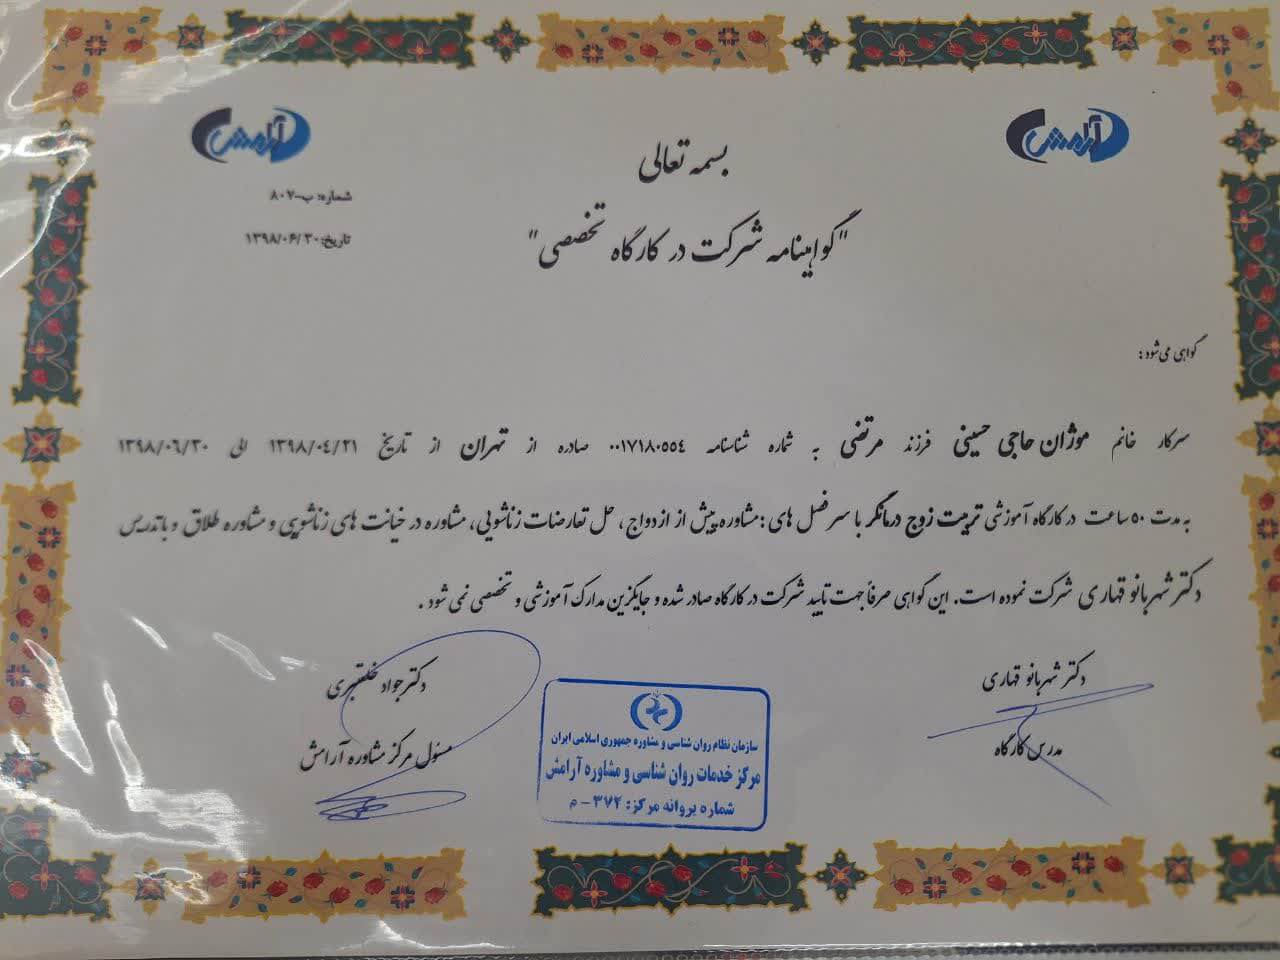 آرامش
آرامش
بسمه تعالی
شماره: ب-۸۰۷
تاریخ: ۱۳۹۸/۰۶/۳۰
"گواهینامه شرکت در کارگاه تخصصی"
گواهی می‌شود:
سرکار خانم موژان حاجی حسینی فرزند مرتضی به شماره شناسنامه ۰۰۱۷۱۸۰۵۵۴ صادره از تهران از تاریخ ۱۳۹۸/۰۴/۲۱ الی ۱۳۹۸/۰۶/۳۰
به مدت ۵۰ ساعت در کارگاه آموزشی تربیت زوج درمانگر با سرفصل های: مشاوره پیش از ازدواج، حل تعارضات زناشویی، مشاوره در خیانت های زناشویی و مشاوره طلاق و با تدریس
دکتر شهربانو قهاری شرکت نموده است. این گواهی صرفاً جهت تایید شرکت در کارگاه صادر شده و جایگزین مدارک آموزشی و تخصصی نمی شود.
دکتر شهربانو قهاری
مدرس کارگاه
سازمان نظام روان شناسی و مشاوره جمهوری اسلامی ایران
مرکز خدمات روان شناسی و مشاوره آرامش
شماره پروانه مرکز: ۳۷۲ - م
دکتر جواد خلعتبری
مسئول مرکز مشاوره آرامش